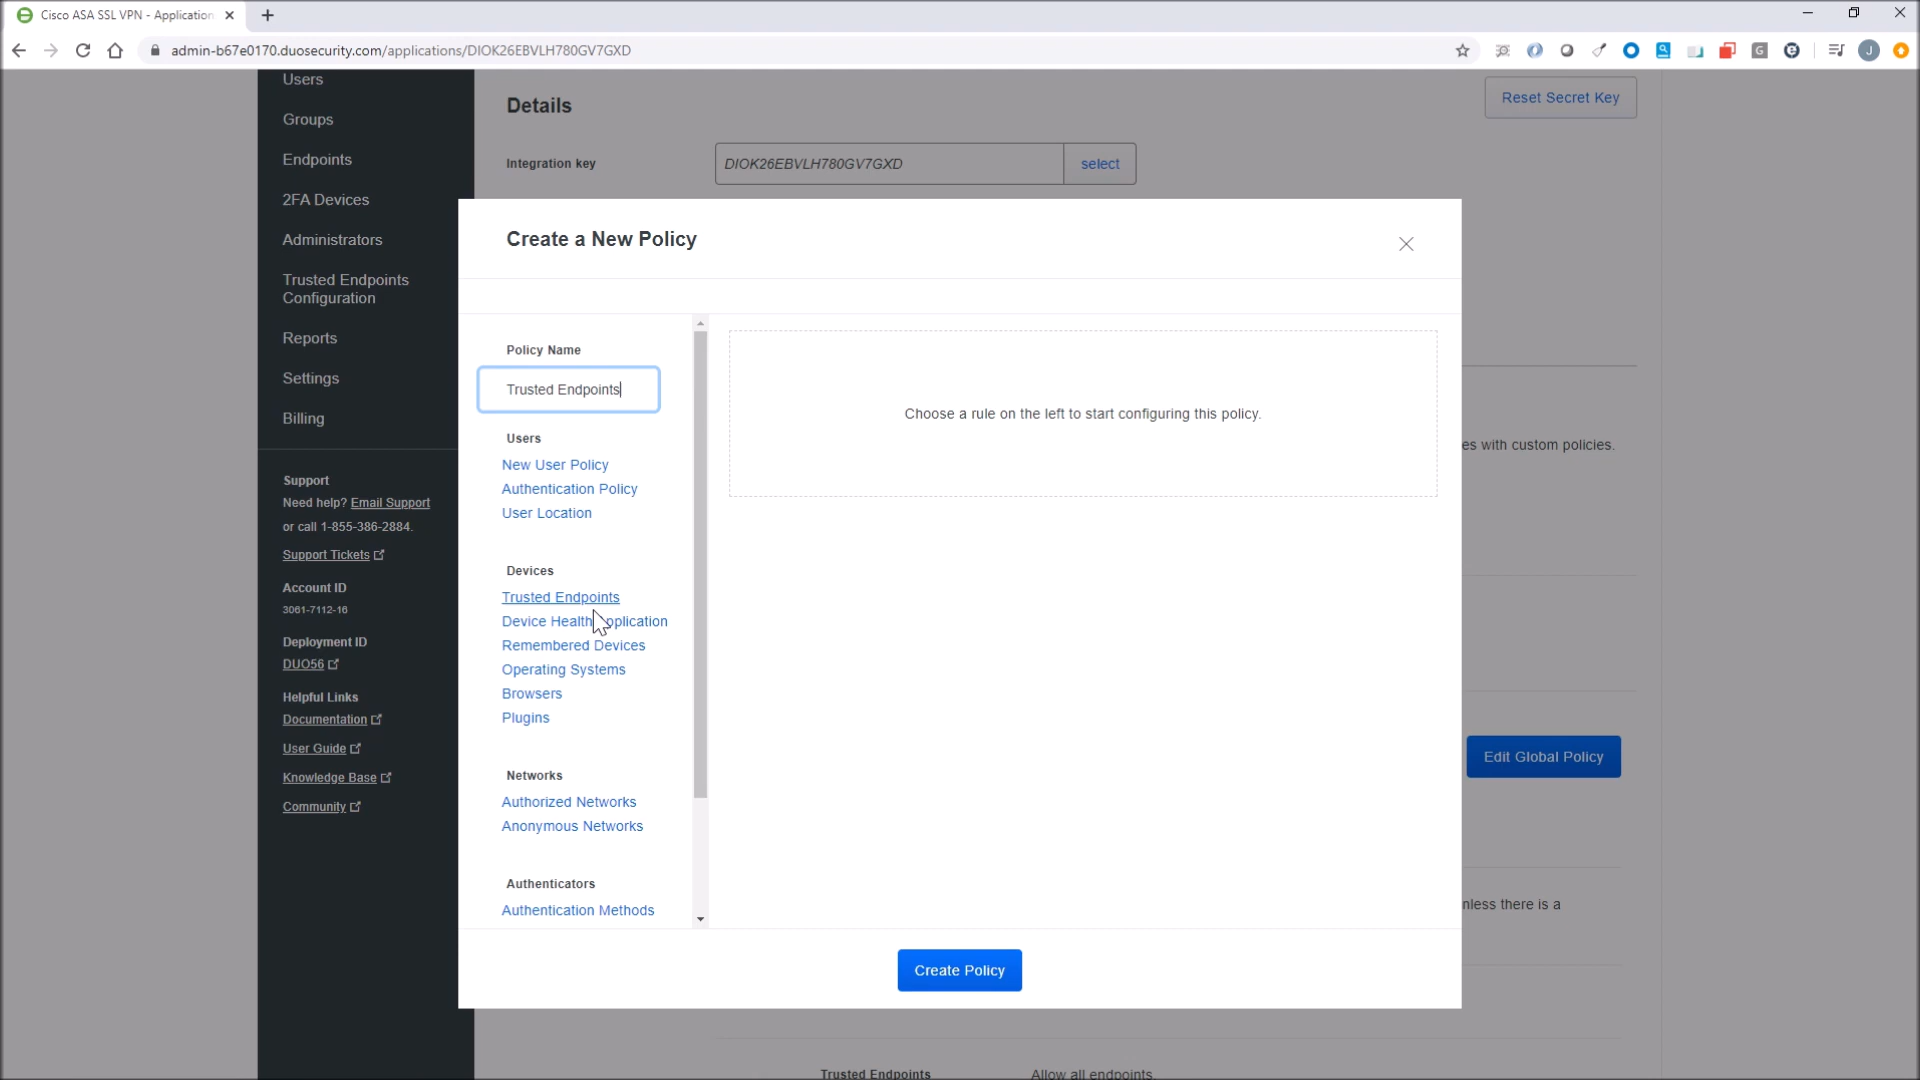 Cisco ASA SSL VPN - Application
admin-b67e0170.duosecurity.com/applications/DIOK26EBVLH780GV7GXD
J
Users
Groups
Endpoints
2FA Devices
Administrators
Trusted Endpoints
Configuration
Reports
Settings
Billing
Support
Need help? Email Support
or call 1-855-386-2884.
Support Tickets
Account ID
3061-7112-16
Deployment ID
DUO56
Helpful Links
Documentation
User Guide
Knowledge Base
Community
Details
Reset Secret Key
Integration key
DIOK26EBVLH780GV7GXD
select
Create a New Policy
Policy Name
Trusted Endpoints
Users
New User Policy
Authentication Policy
User Location
Devices
Trusted Endpoints
Device Health pplication
Remembered Devices
Operating Systems
Browsers
Plugins
Networks
Authorized Networks
Anonymous Networks
Authenticators
Authentication Methods
Choose a rule on the left to start configuring this policy.
Create Policy
es with custom policies.
Edit Global Policy
nless there is a
Trusted Endpoints
Allow all endpoints.